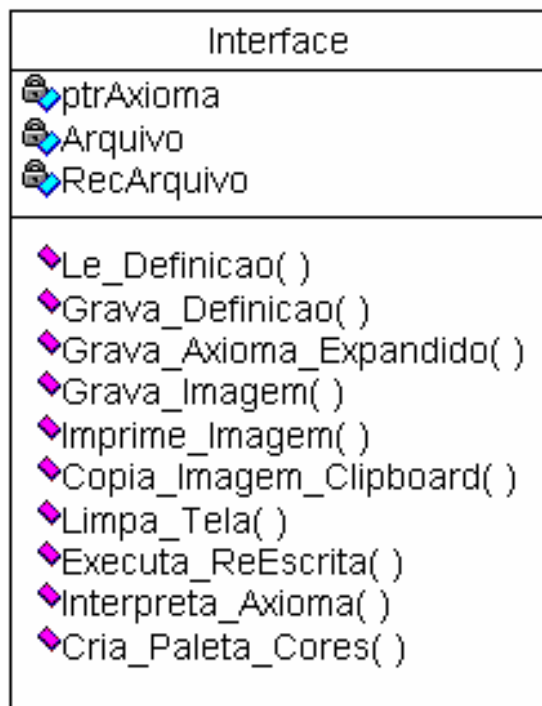 Interface
ptrAxioma
Arquivo
RecArquivo
Le_Definicao( )
Grava_Definicao( )
Grava_Axioma_Expandido( )
Grava_Imagem( )
Imprime_Imagem( )
Copia_Imagem_Clipboard( )
Limpa_Tela( )
Executa_ReEscrita( )
Interpreta_Axioma( )
Cria_Paleta_Cores( )